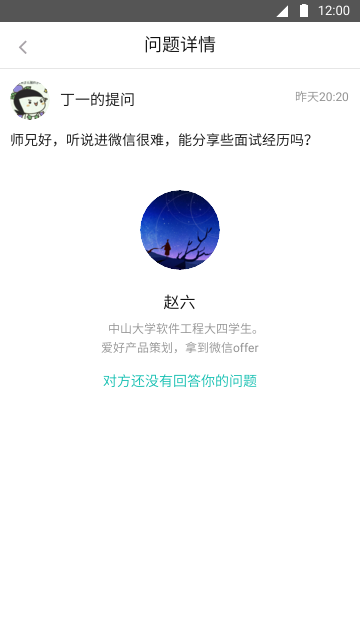 12:00
问题详情
丁一的提问
昨天20:20
师兄好，听说进微信很难，能分享些面试经历吗？
赵六
中山大学软件工程大四学生。
爱好产品策划，拿到微信offer
对方还没有回答你的问题